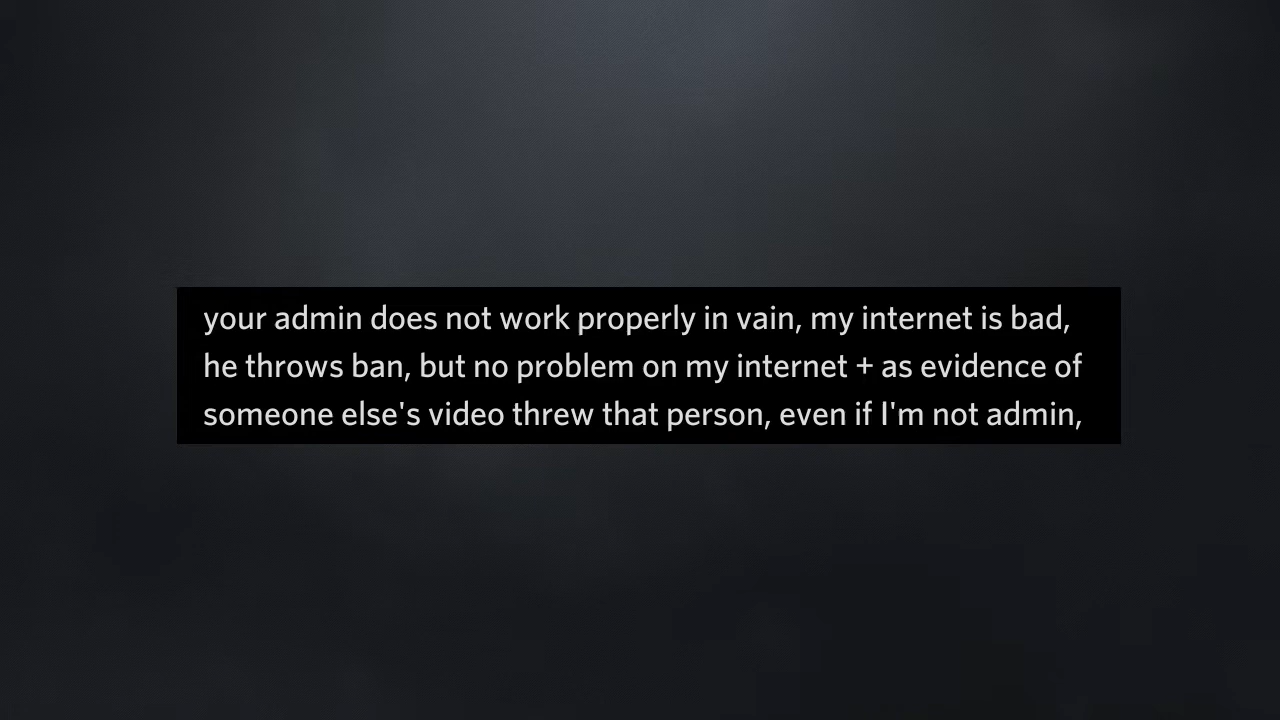 your admin does not work properly in vain, my internet is bad,
he throws ban, but no problem on my internet + as evidence of
someone else's video threw that person, even if I'm not admin,